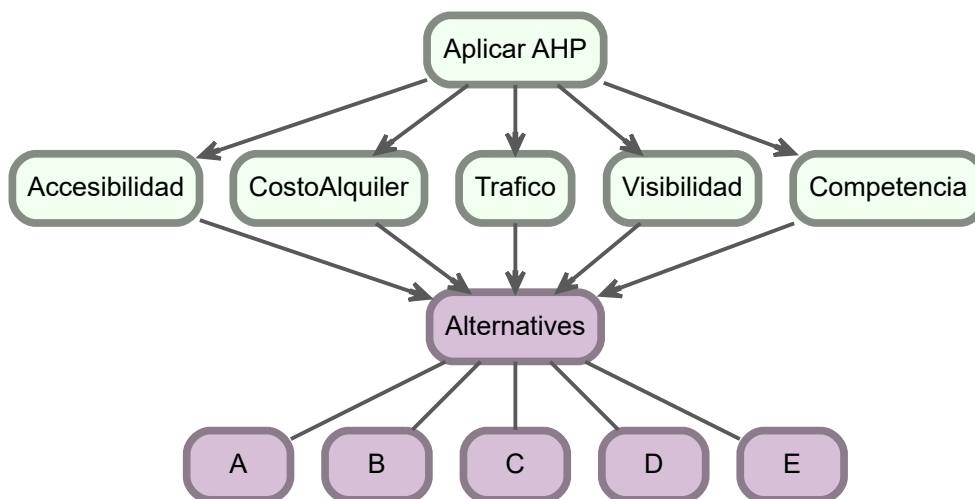 Aplicar AHP
Accesibilidad
CostoAlquiler
Trafico
Visibilidad
Competencia
Alternatives
A
B
C
D
E